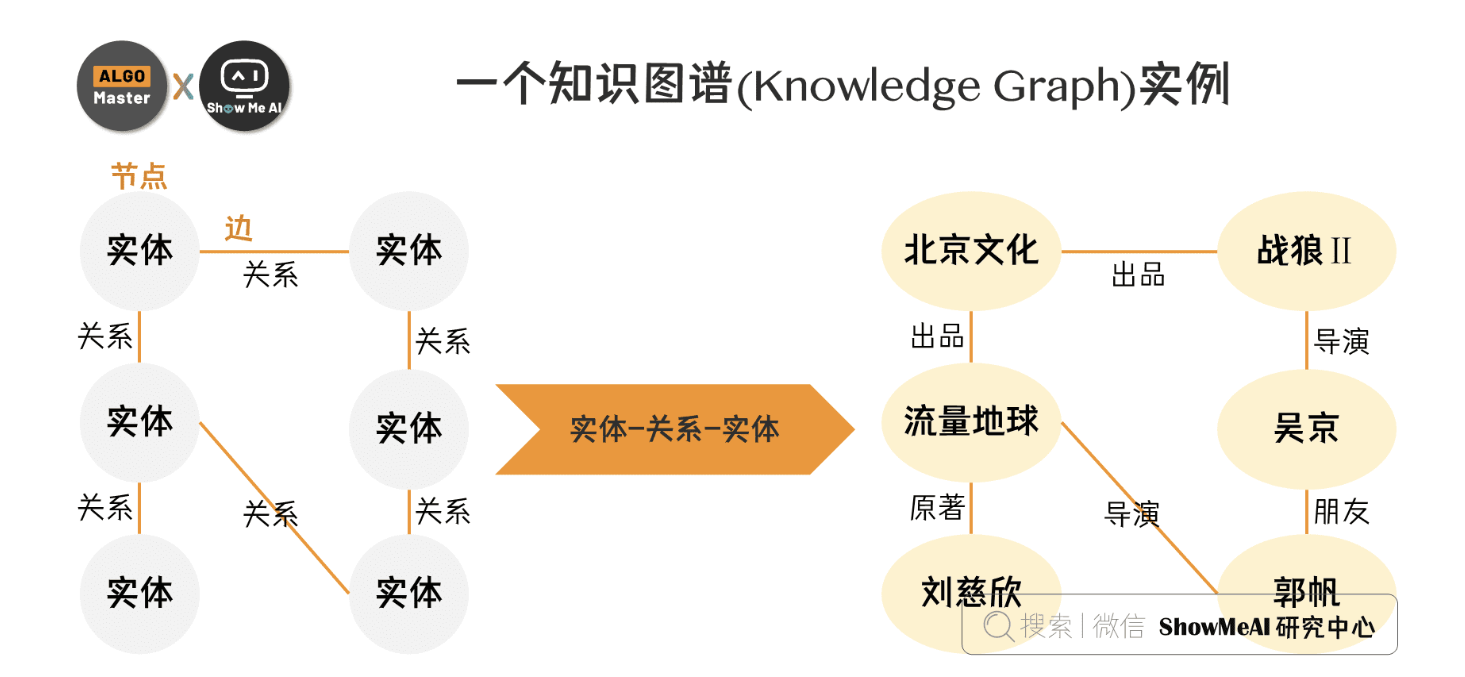 ALGO
Master
X
Show Me AI
一个知识图谱(Knowledge Graph)实例
节点
实体
边
关系
实体
关系
关系
实体
实体
关系
关系
关系
实体
实体
实体-关系-实体
北京文化
出品
战狼Ⅱ
出品
导演
流量地球
吴京
原著
导演
朋友
刘慈欣
郭帆
搜索|微信 ShowMeAI 研究中心